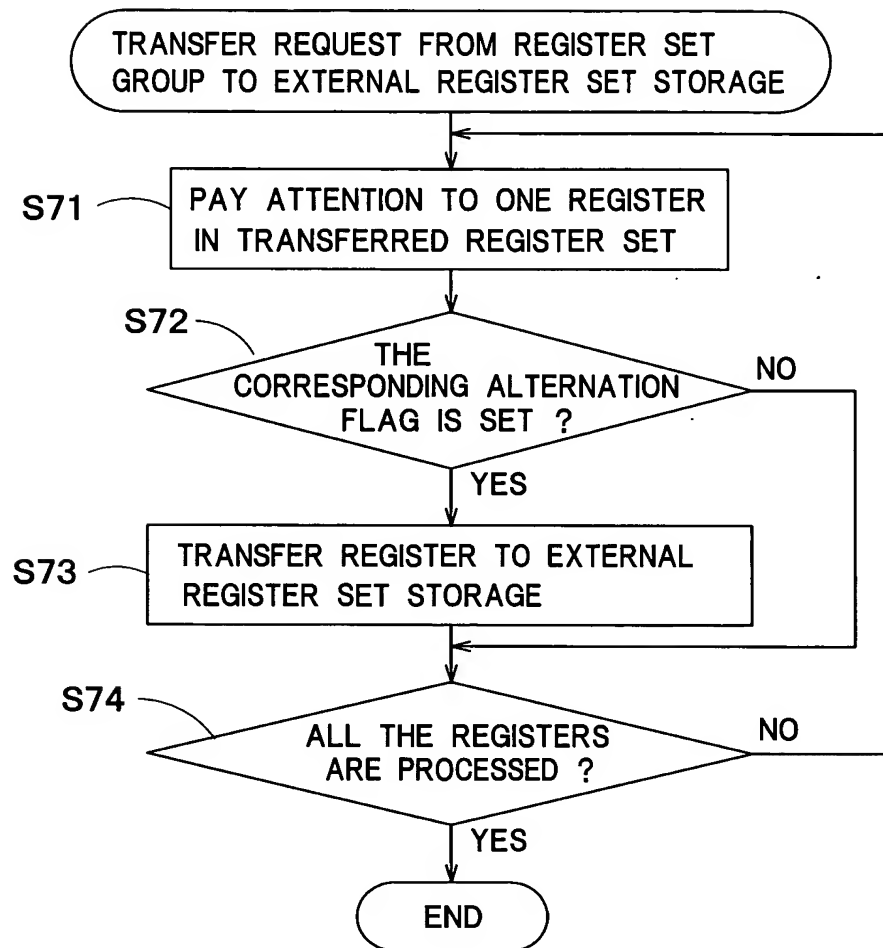 TRANSFER REQUEST FROM REGISTER SET
GROUP TO EXTERNAL REGISTER SET STORAGE
S71
PAY ATTENTION TO ONE REGISTER
IN TRANSFERRED REGISTER SET
S72
THE
CORRESPONDING ALTERNATION
FLAG IS SET ?
NO
YES
S73
TRANSFER REGISTER TO EXTERNAL
REGISTER SET STORAGE
S74
ALL THE REGISTERS
ARE PROCESSED ?
NO
YES
END